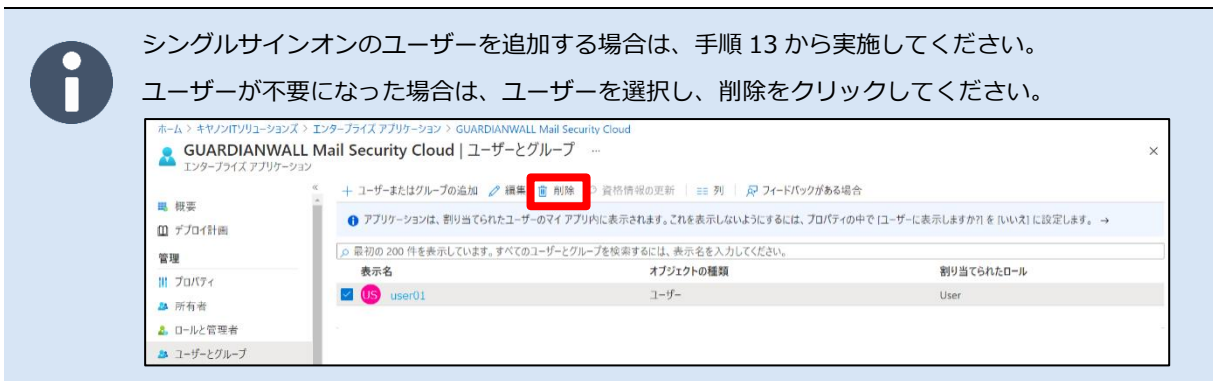 シングルサインオンのユーザーを追加する場合は、手順 13 から実施してください。
ユーザーが不要になった場合は、ユーザーを選択し、削除をクリックしてください。
ホーム > キヤノンITソリューションズ > エンタープライズ アプリケーション > GUARDIANWALL Mail Security Cloud
GUARDIANWALL Mail Security Cloud | ユーザーとグループ ...
エンタープライズ アプリケーション
ユーザーまたはグループの追加 編集 削除 資格情報の更新 列 フィードバックがある場合
アプリケーションは、割り当てられたユーザーのマイ アプリ内に表示されます。これを表示しないようにするには、プロパティの中で [ユーザーに表示しますか?] を [いいえ] に設定します。 →
最初の 200 件を表示しています。すべてのユーザーとグループを検索するには、表示名を入力してください。
表示名 オブジェクトの種類 割り当てられたロール
US user01 ユーザー User
概要
デプロイ計画
管理
プロパティ
所有者
ロールと管理者
ユーザーとグループ